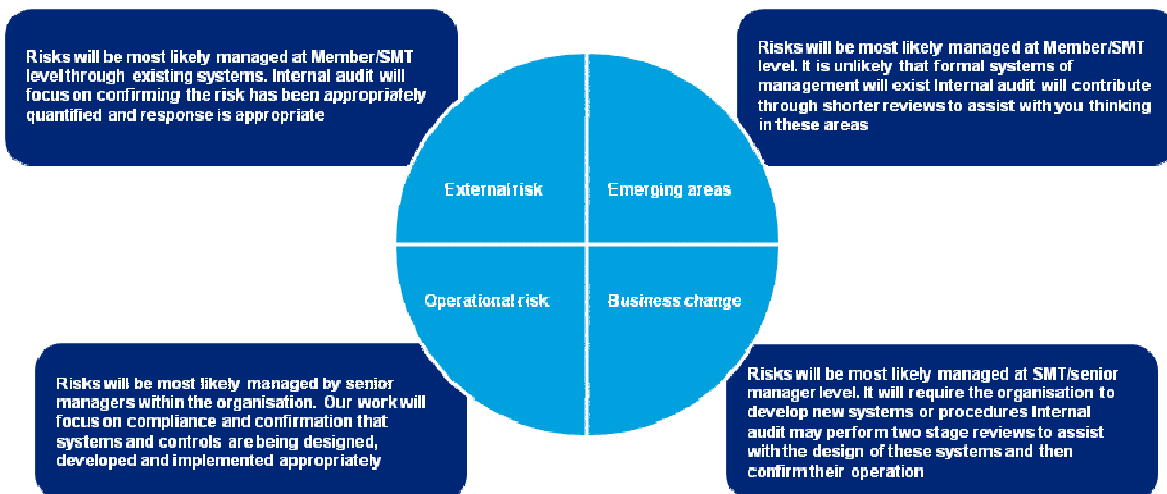 Risks will be most likely managed at Member/SMT
level through existing systems. Internal audit will
focus on confirming the risk has been appropriately
quantified and response is appropriate
Risks will be most likely managed at Member/SMT
level. It is unlikely that formal systems of
management will exist Internal audit will contribute
through shorter reviews to assist with you thinking
in these areas
External risk
Emerging areas
Operational risk
Business change
Risks will be most likely managed by senior
managers within the organisation. Our work will
focus on compliance and confirmation that
systems and controls are being designed,
developed and implemented appropriately
Risks will be most likely managed at SMT/senior
manager level. It will require the organisation to
develop new systems or procedures Internal
audit may perform two stage reviews to assist
with the design of these systems and then
confirm their operation